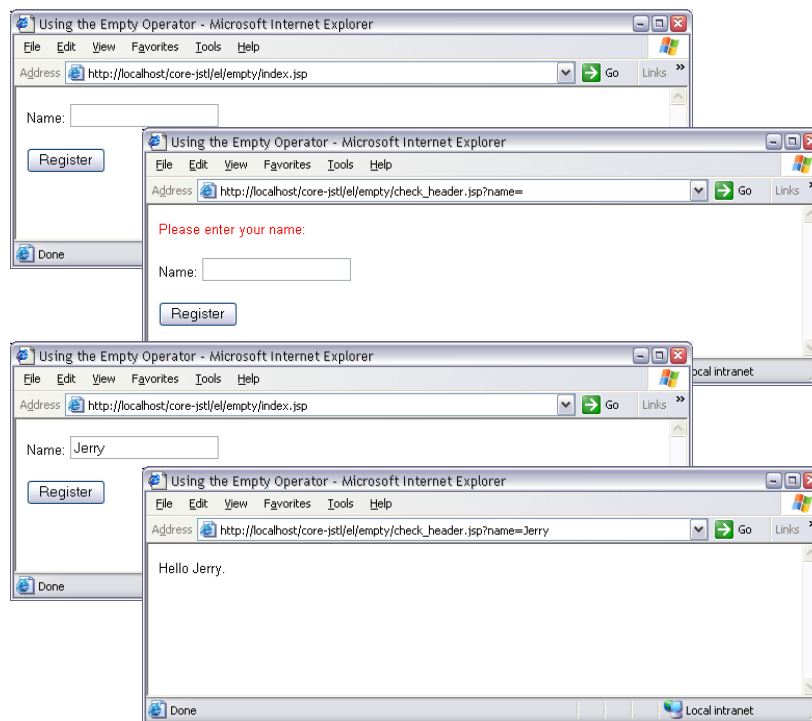 Using the Empty Operator - Microsoft Internet Explorer
File Edit View Favorites Tools Help
Address http://localhost/core-jstl/el/empty/index.jsp Go Links »
Name:
Register
Done
Using the Empty Operator - Microsoft Internet Explorer
File Edit View Favorites Tools Help
Address http://localhost/core-jstl/el/empty/check_header.jsp?name= Go Links
Please enter your name:
Name:
Register
ocal intranet
Using the Empty Operator - Microsoft Internet Explorer
File Edit View Favorites Tools Help
Address http://localhost/core-jstl/el/empty/index.jsp Go Links »
Name: Jerry
Register
Done
Using the Empty Operator - Microsoft Internet Explorer
File Edit View Favorites Tools Help
Address http://localhost/core-jstl/el/empty/check_header.jsp?name=Jerry Go Links
Hello Jerry.
Done Local intranet